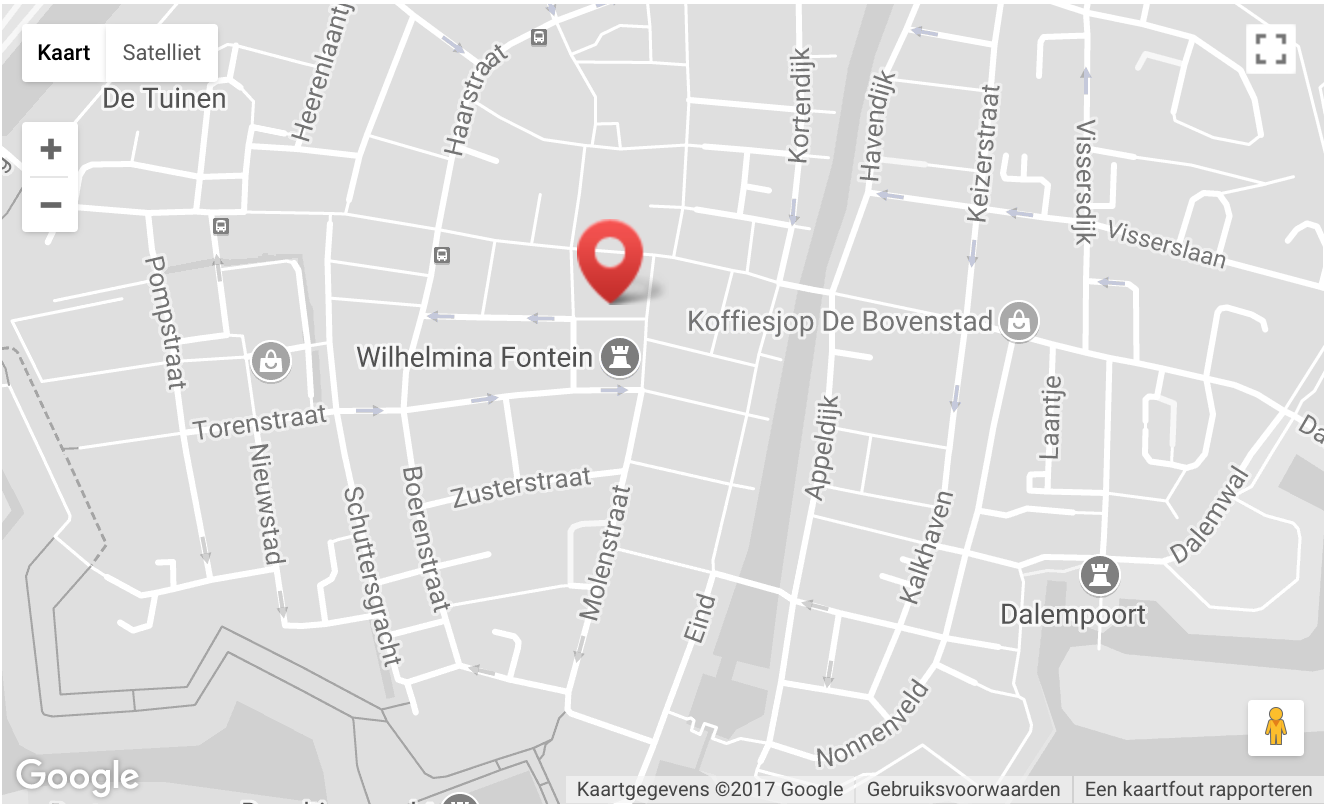 Kaart
Satelliet
De Tuinen
Heerenlaantj
Haarstraat
Kortendijk
Havendijk
Keizerstraat
Vissersdijk
Visserslaan
+
−
g
Pompstraat
Koffiesjop De Bovenstad
Wilhelmina Fontein
Torenstraat
Nieuwstad
Schuttersgracht
Boerenstraat
Zusterstraat
Molenstraat
Eind
Appeldijk
Kalkhaven
Laantje
Da
Dalemwal
Dalempoort
Nonnenveld
Google
Kaartgegevens ©2017 Google
Gebruiksvoorwaarden
Een kaartfout rapporteren